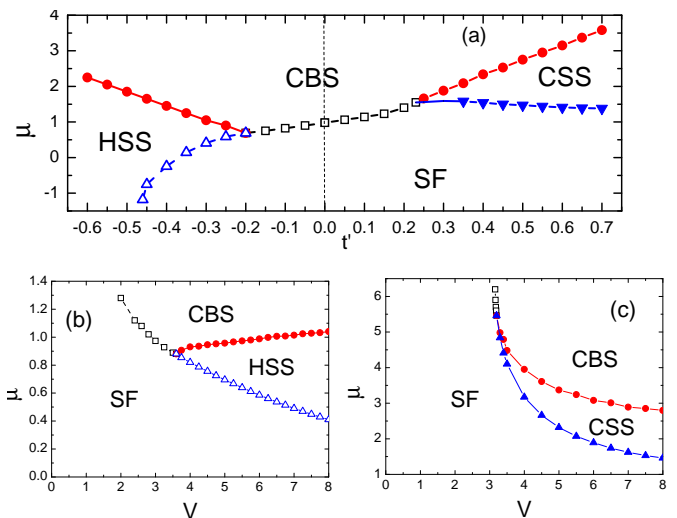 4
3
2
1
0
-1
μ
(a)
CBS
CSS
HSS
SF
-0.6 -0.5 -0.4 -0.3 -0.2 -0.1 0.0 0.1 0.2 0.3 0.4 0.5 0.6 0.7
t'
1.4
1.2
1.0
0.8
0.6
0.4
0.2
0.0
μ
(b)
CBS
HSS
SF
0 1 2 3 4 5 6 7 8
V
6
5
4
3
2
1
μ
(c)
CBS
SF
CSS
0 1 2 3 4 5 6 7 8
V